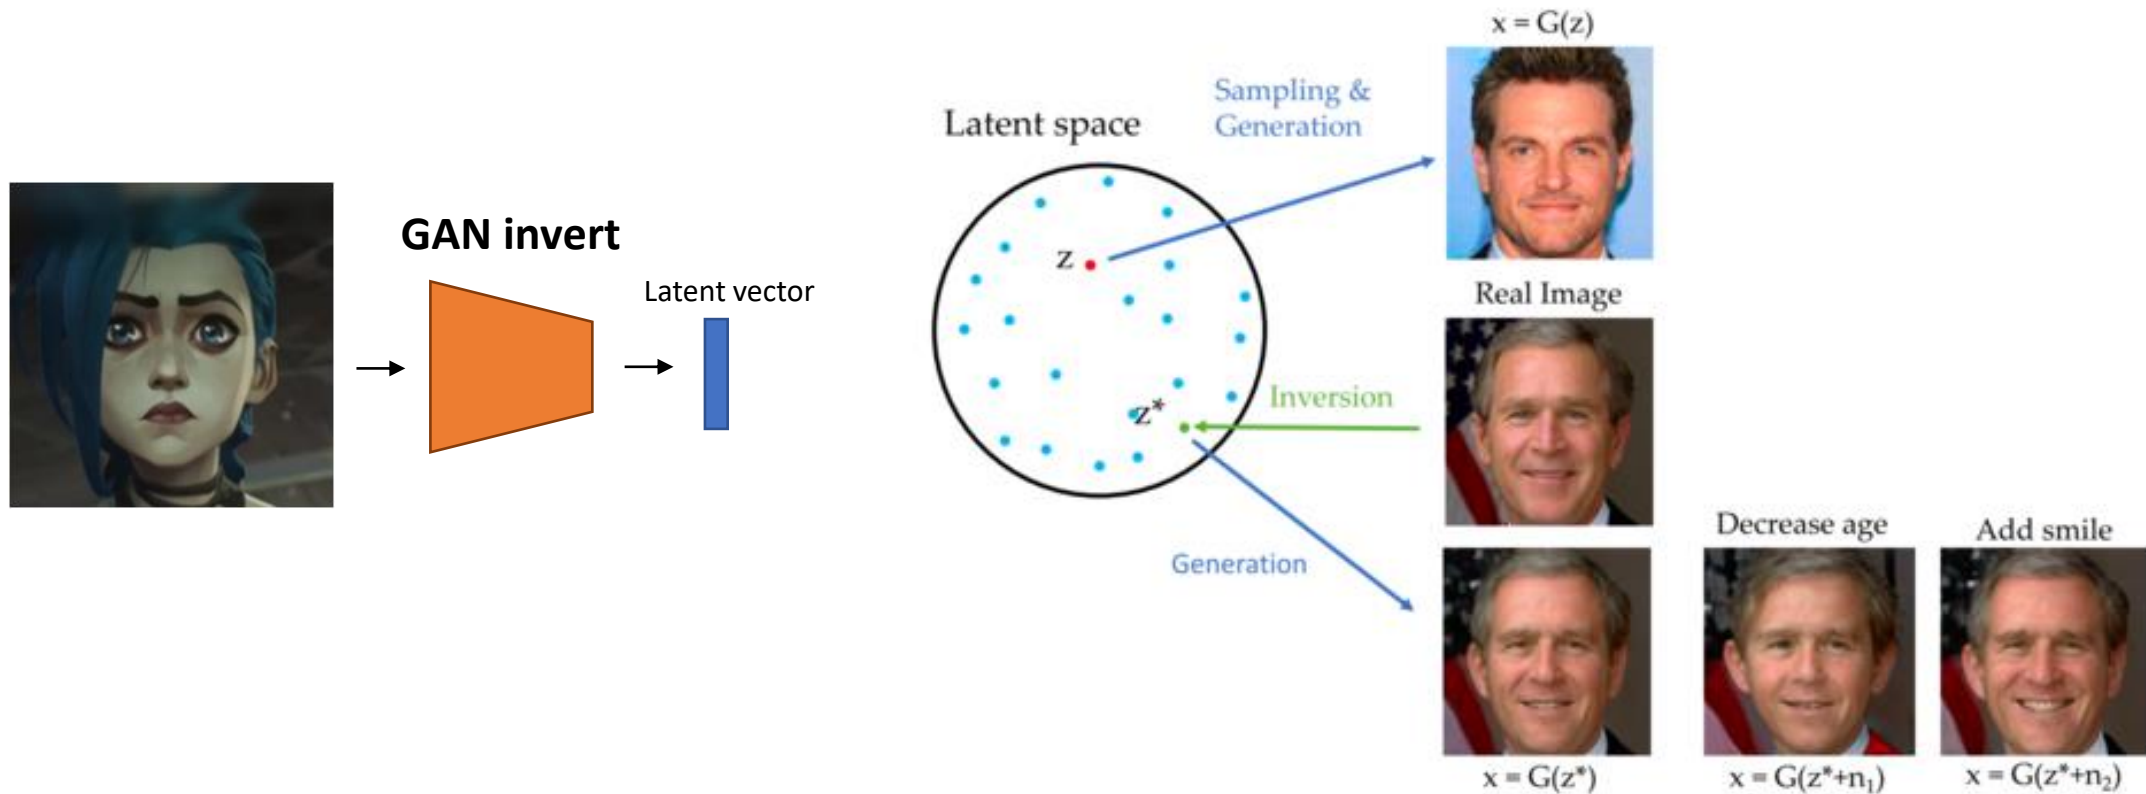 GAN invert
Latent vector
Latent space
Sampling &
Generation
x = G(z)
z
Real Image
z*
Inversion
Generation
Decrease age
Add smile
x = G(z*)
x = G(z*+n₁)
x = G(z*+n₂)